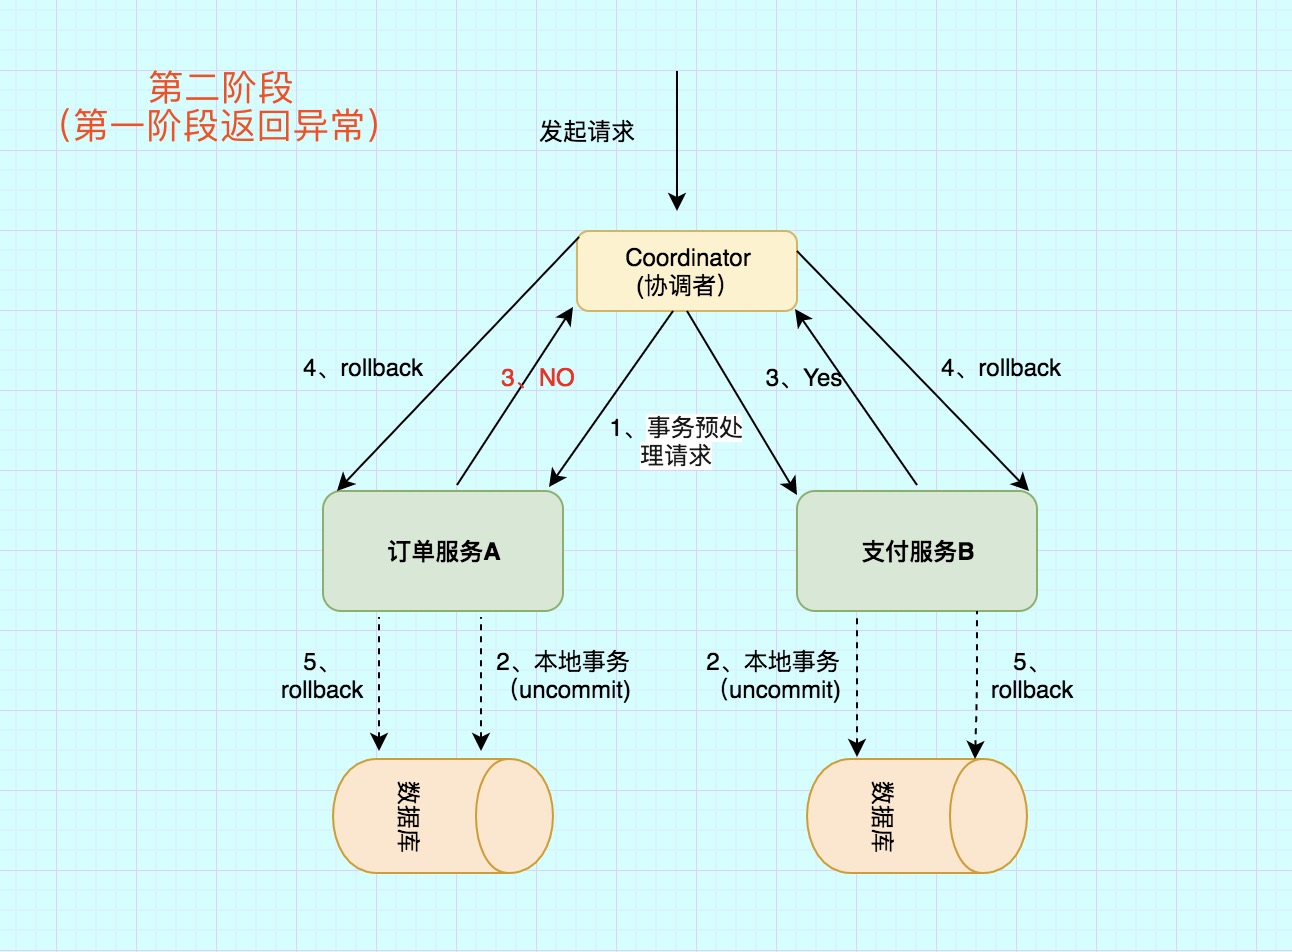 第二阶段
（第一阶段返回异常）
发起请求
Coordinator
(协调者）
4、rollback
3、NO
3、Yes
4、rollback
1、事务预处
理请求
订单服务A
支付服务B
5、
rollback
2、本地事务
（uncommit)
2、本地事务
（uncommit)
5、
rollback
数据库
数据库